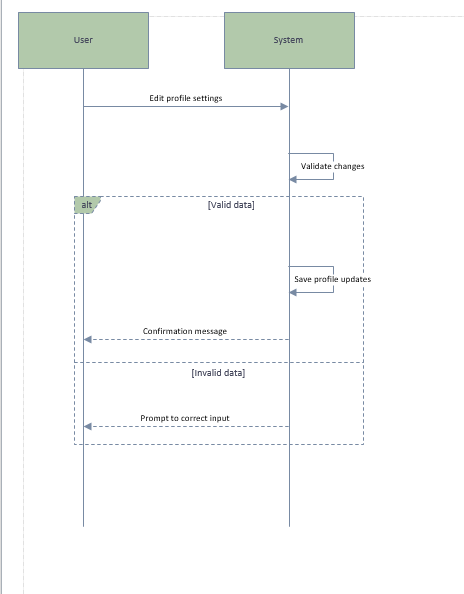 User
System
Edit profile settings
Validate changes
alt
[Valid data]
Save profile updates
Confirmation message
[Invalid data]
Prompt to correct input